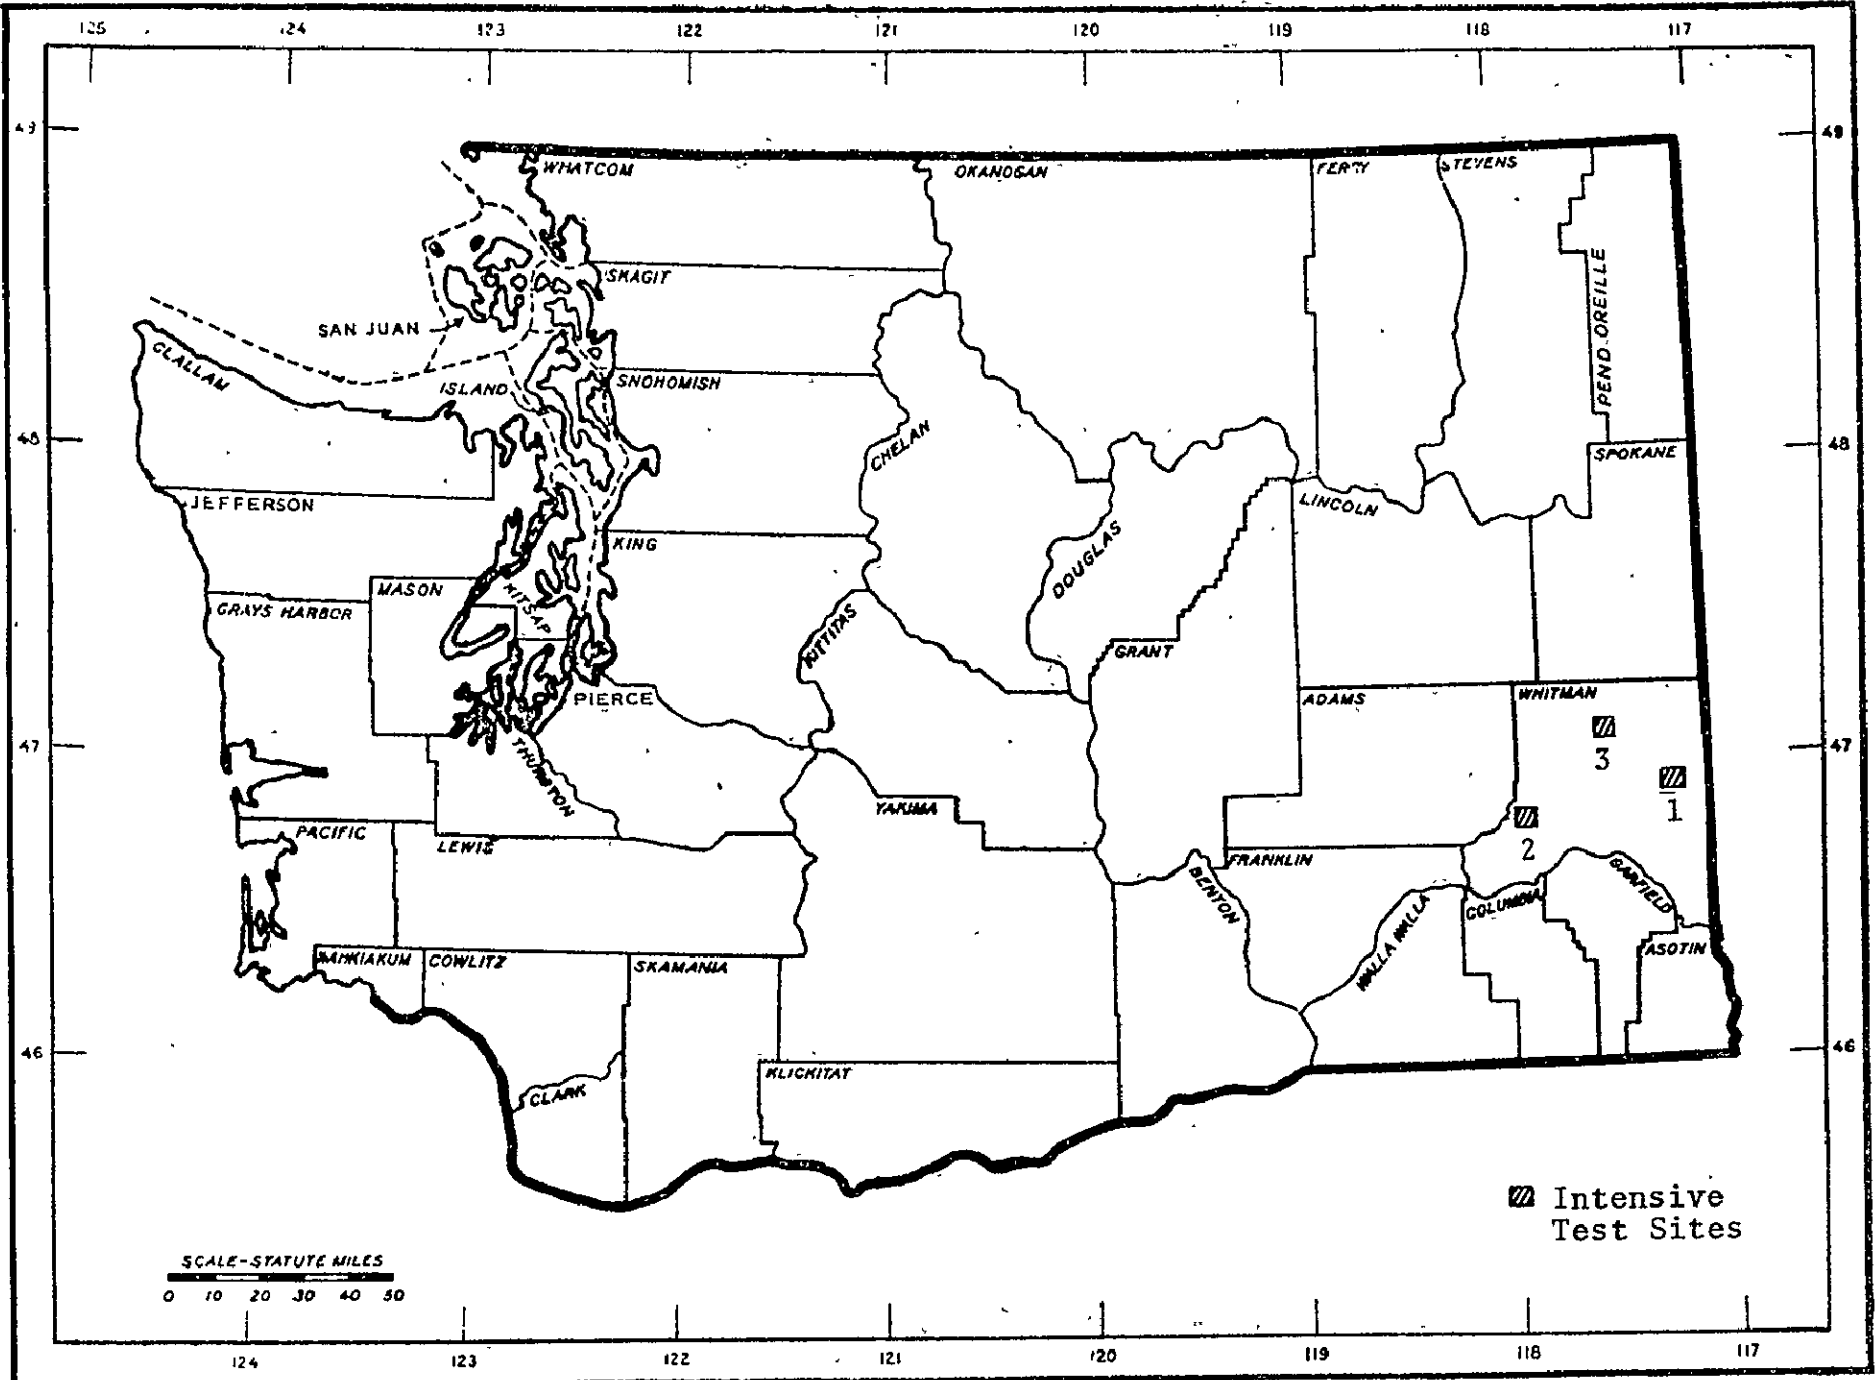 125 124 123 122 121 120 119 118 117
49 49
WHATCOM
OKANOGAN
STEVENS
SKAGIT
PEND OREILLE
SAN JUAN
CLALLAM
ISLAND
SNOHOMISH
48 48
CHELAN
SPOKANE
JEFFERSON
LINCOLN
KING
DOUGLAS
MASON
KITSAP
GRAYS HARBOR
KITTITAS
GRANT
PIERCE
ADAMS
WHITMAN
47 47
3
THURSTON
1
YAKIMA
PACIFIC
LEWIS
2
FRANKLIN
BENTON
GARFIELD
COLUMBIA
WALLA WALLA
ASOTIN
WAHKIAKUM
COWLITZ
SKAMANIA
46 46
KLICKITAT
CLARK
Intensive
Test Sites
SCALE-STATUTE MILES
0 10 20 30 40 50
124 123 122 121 120 119 118 117